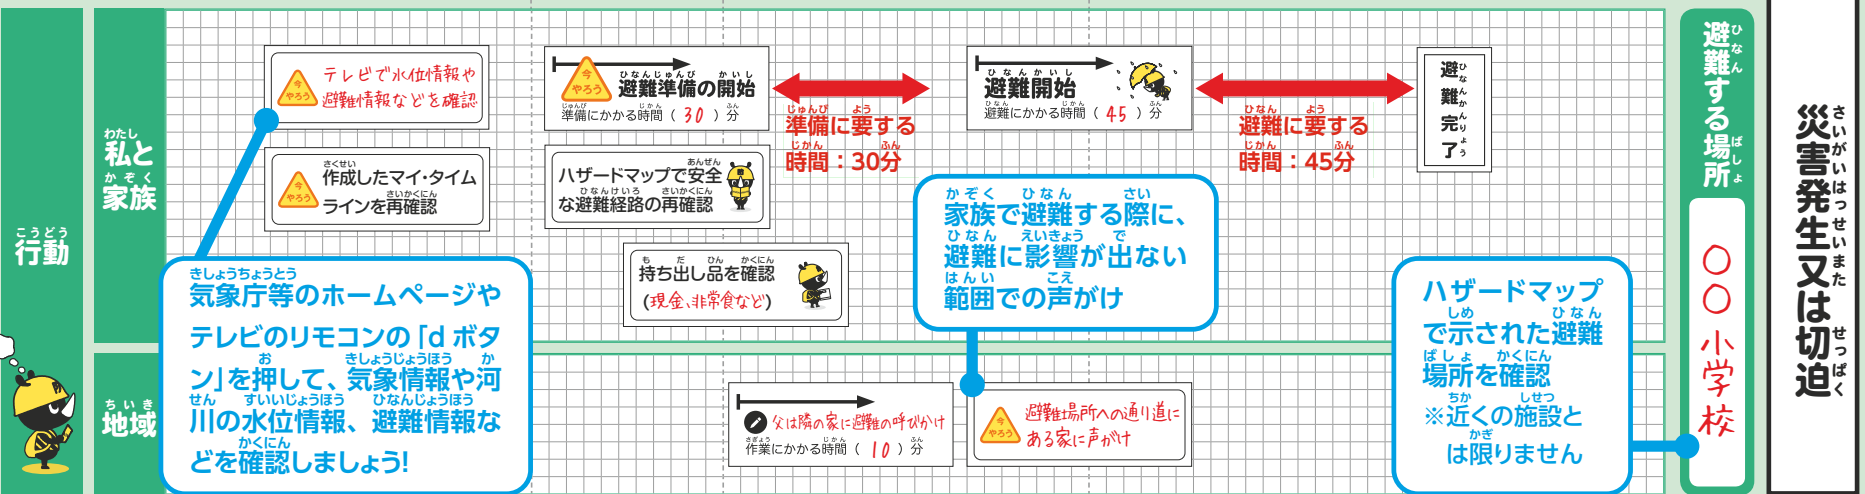 行動
私と
家族
地域
今
やろう
テレビで水位情報や
避難情報などを確認
今
やろう
作成したマイ・タイム
ラインを再確認
今
やろう
避難準備の開始
準備にかかる時間（ 30 ）分
準備に要する
時間：30分
ハザードマップで安全
な避難経路の再確認
持ち出し品を確認
(現金、非常食など)
避難開始
避難にかかる時間（ 45 ）分
避難に要する
時間：45分
避難完了
気象庁等のホームページや
テレビのリモコンの「dボタ
ン」を押して、気象情報や河
川の水位情報、避難情報な
どを確認しましょう!
家族で避難する際に、
避難に影響が出ない
範囲での声がけ
父は隣の家に避難の呼びかけ
作業にかかる時間（ 10 ）分
今
やろう
避難場所への通り道に
ある家に声がけ
ハザードマップ
で示された避難
場所を確認
※近くの施設と
は限りません
避難する場所
○○小学校
災害発生又は切迫